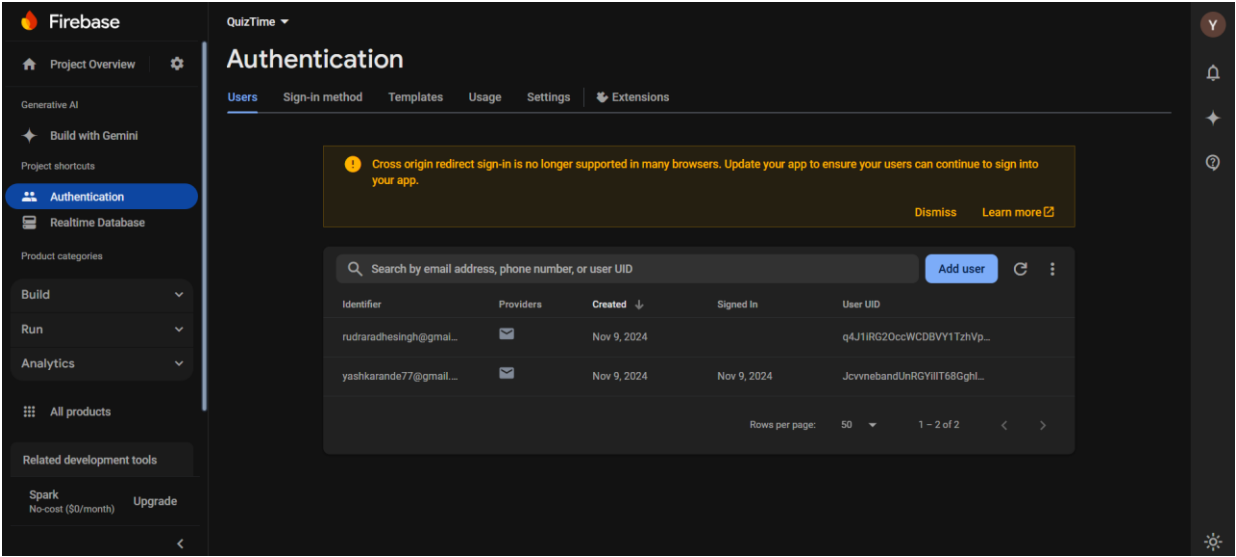 Firebase
Project Overview
Generative AI
Build with Gemini
Project shortcuts
Authentication
Realtime Database
Product categories
Build
Run
Analytics
All products
Related development tools
Spark
No-cost ($0/month)
Upgrade
QuizTime
Authentication
Users Sign-in method Templates Usage Settings Extensions
Cross origin redirect sign-in is no longer supported in many browsers. Update your app to ensure your users can continue to sign into
your app.
Dismiss Learn more
Search by email address, phone number, or user UID Add user
Identifier Providers Created Signed In User UID
rudraradhesingh@gmai... Nov 9, 2024 q4J1iRG2OccWCDBVY1TzhVp...
yashkarande77@gmail.... Nov 9, 2024 Nov 9, 2024 JcvvnebandUnRGYiIIT68Gghl...
Rows per page: 50 1 – 2 of 2
Y